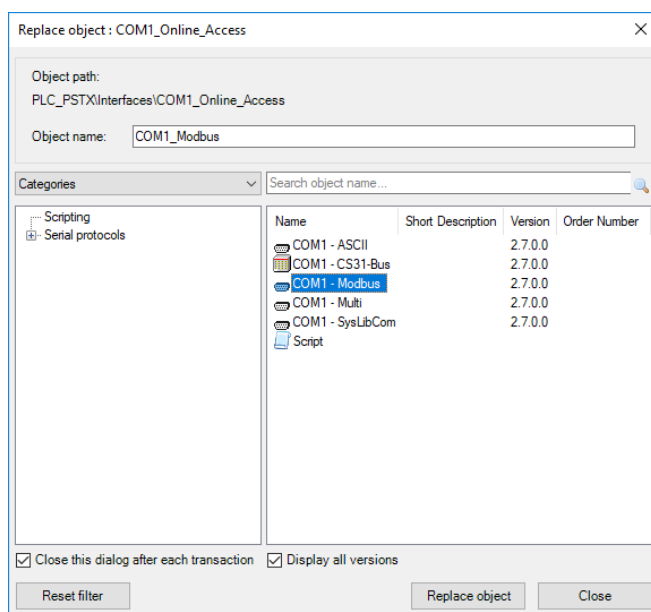 Replace object : COM1_Online_Access
Object path:
PLC_PSTX\Interfaces\COM1_Online_Access
Object name: COM1_Modbus
Categories Search object name...
Scripting
Serial protocols
Name Short Description Version Order Number
COM1 - ASCII 2.7.0.0
COM1 - CS31-Bus 2.7.0.0
COM1 - Modbus 2.7.0.0
COM1 - Multi 2.7.0.0
COM1 - SysLibCom 2.7.0.0
Script
Close this dialog after each transaction Display all versions
Reset filter Replace object Close